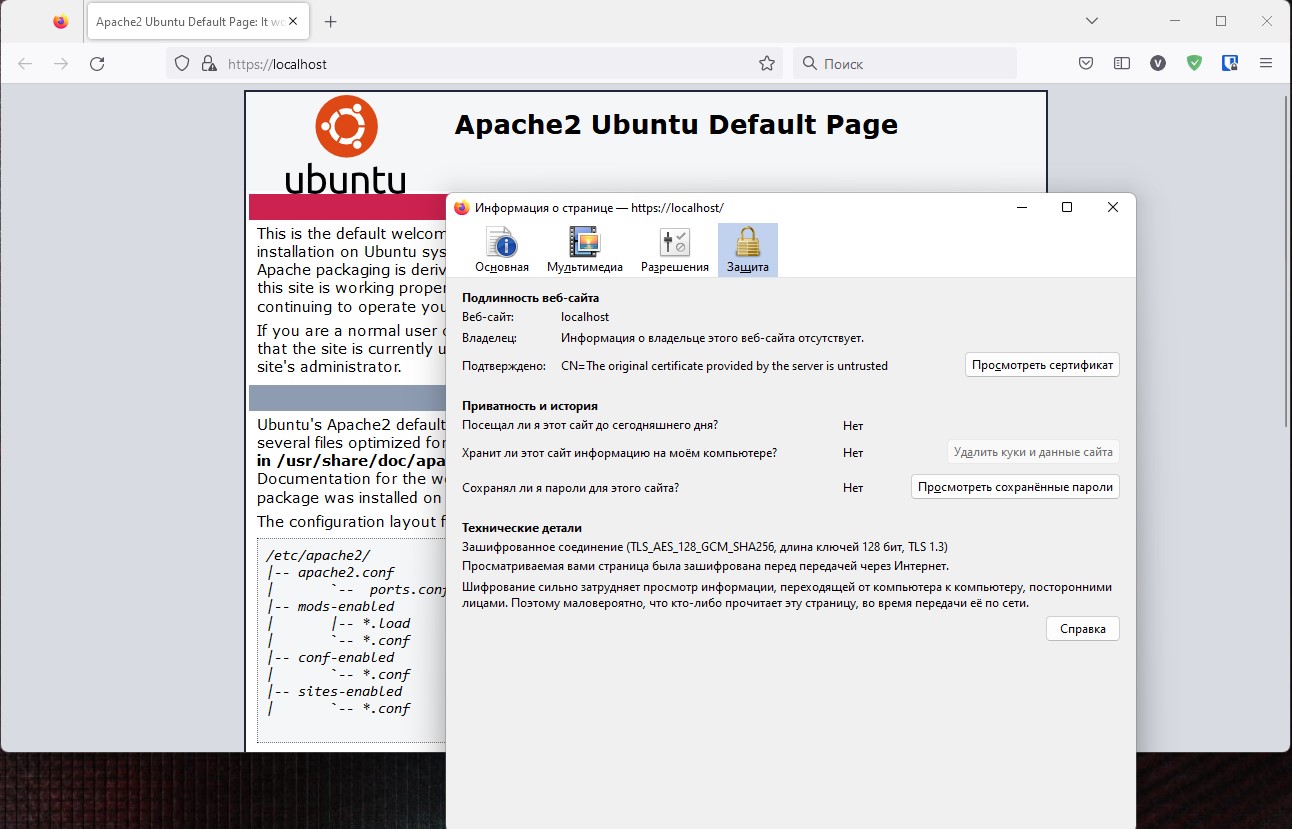 Apache2 Ubuntu Default Page: It wo
https://localhost
Поиск
V
Apache2 Ubuntu Default Page
ubuntu
This is the default welcom
installation on Ubuntu sys
Apache packaging is deriv
this site is working proper
continuing to operate you
If you are a normal user o
that the site is currently u
site's administrator.
Ubuntu's Apache2 default
several files optimized for
in /usr/share/doc/apa
Documentation for the we
package was installed on
The configuration layout f
/etc/apache2/
|-- apache2.conf
|       `--  ports.conf
|-- mods-enabled
|       |-- *.load
|       `-- *.conf
|-- conf-enabled
|       `-- *.conf
|-- sites-enabled
|       `-- *.conf
Информация о странице — https://localhost/
Основная Мультимедиа Разрешения Защита
Подлинность веб-сайта
Веб-сайт: localhost
Владелец: Информация о владельце этого веб-сайта отсутствует.
Подтверждено: CN=The original certificate provided by the server is untrusted Просмотреть сертификат
Приватность и история
Посещал ли я этот сайт до сегодняшнего дня? Нет
Хранит ли этот сайт информацию на моём компьютере? Нет Удалить куки и данные сайта
Сохранял ли я пароли для этого сайта? Нет Просмотреть сохранённые пароли
Технические детали
Зашифрованное соединение (TLS_AES_128_GCM_SHA256, длина ключей 128 бит, TLS 1.3)
Просматриваемая вами страница была зашифрована перед передачей через Интернет.
Шифрование сильно затрудняет просмотр информации, переходящей от компьютера к компьютеру, посторонними
лицами. Поэтому маловероятно, что кто-либо прочитает эту страницу, во время передачи её по сети.
Справка